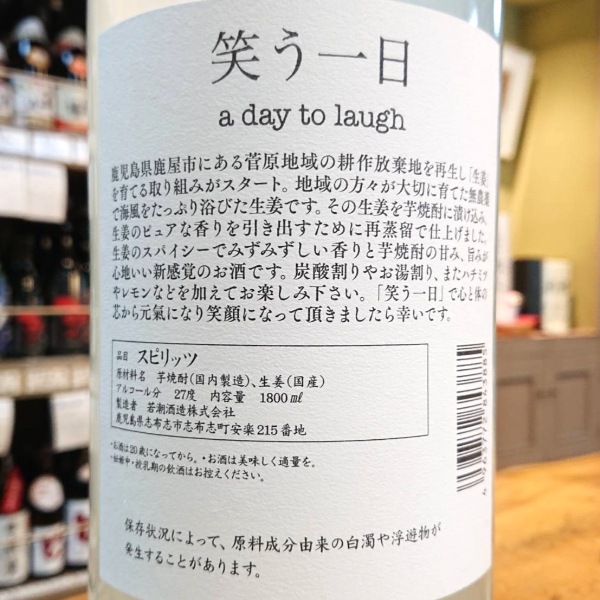 笑う一日
a day to laugh
鹿児島県鹿屋市にある菅原地域の耕作放棄地を再生し「生姜」
を育てる取り組みがスタート。地域の方々が大切に育てた無農薬
で海風をたっぷり浴びた生姜です。その生姜を芋焼酎に漬け込み、
生姜のピュアな香りを引き出すために再蒸留で仕上げました。
生姜のスパイシーでみずみずしい香りと芋焼酎の甘み、旨みが
心地いい新感覚のお酒です。炭酸割りやお湯割り、またハチミツ
やレモンなどを加えてお楽しみ下さい。「笑う一日」で心と体の
芯から元氣になり笑顔になって頂きましたら幸いです。
品目 スピリッツ
原材料名 芋焼酎(国内製造)、生姜(国産)
アルコール分 27度 内容量 1800㎖
製造者 若潮酒造株式会社
鹿児島県志布志市志布志町安楽215番地
・お酒は20歳になってから。・お酒は美味しく適量を。
・妊娠中・授乳期の飲酒はお控えください。
保存状況によって、原料成分由来の白濁や浮遊物が
発生することがあります。